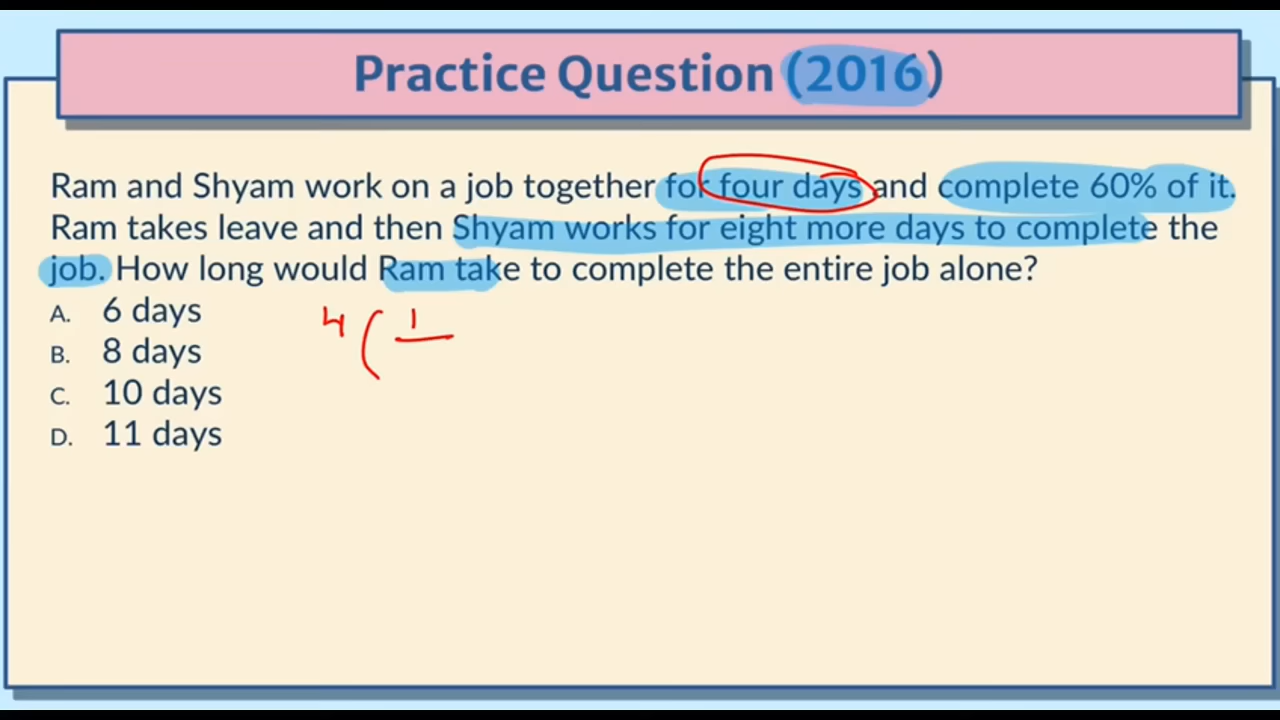 Practice Question (2016)
Ram and Shyam work on a job together for four days and complete 60% of it.
Ram takes leave and then Shyam works for eight more days to complete the
job. How long would Ram take to complete the entire job alone?
A. 6 days
B. 8 days
C. 10 days
D. 11 days
4 ( 1